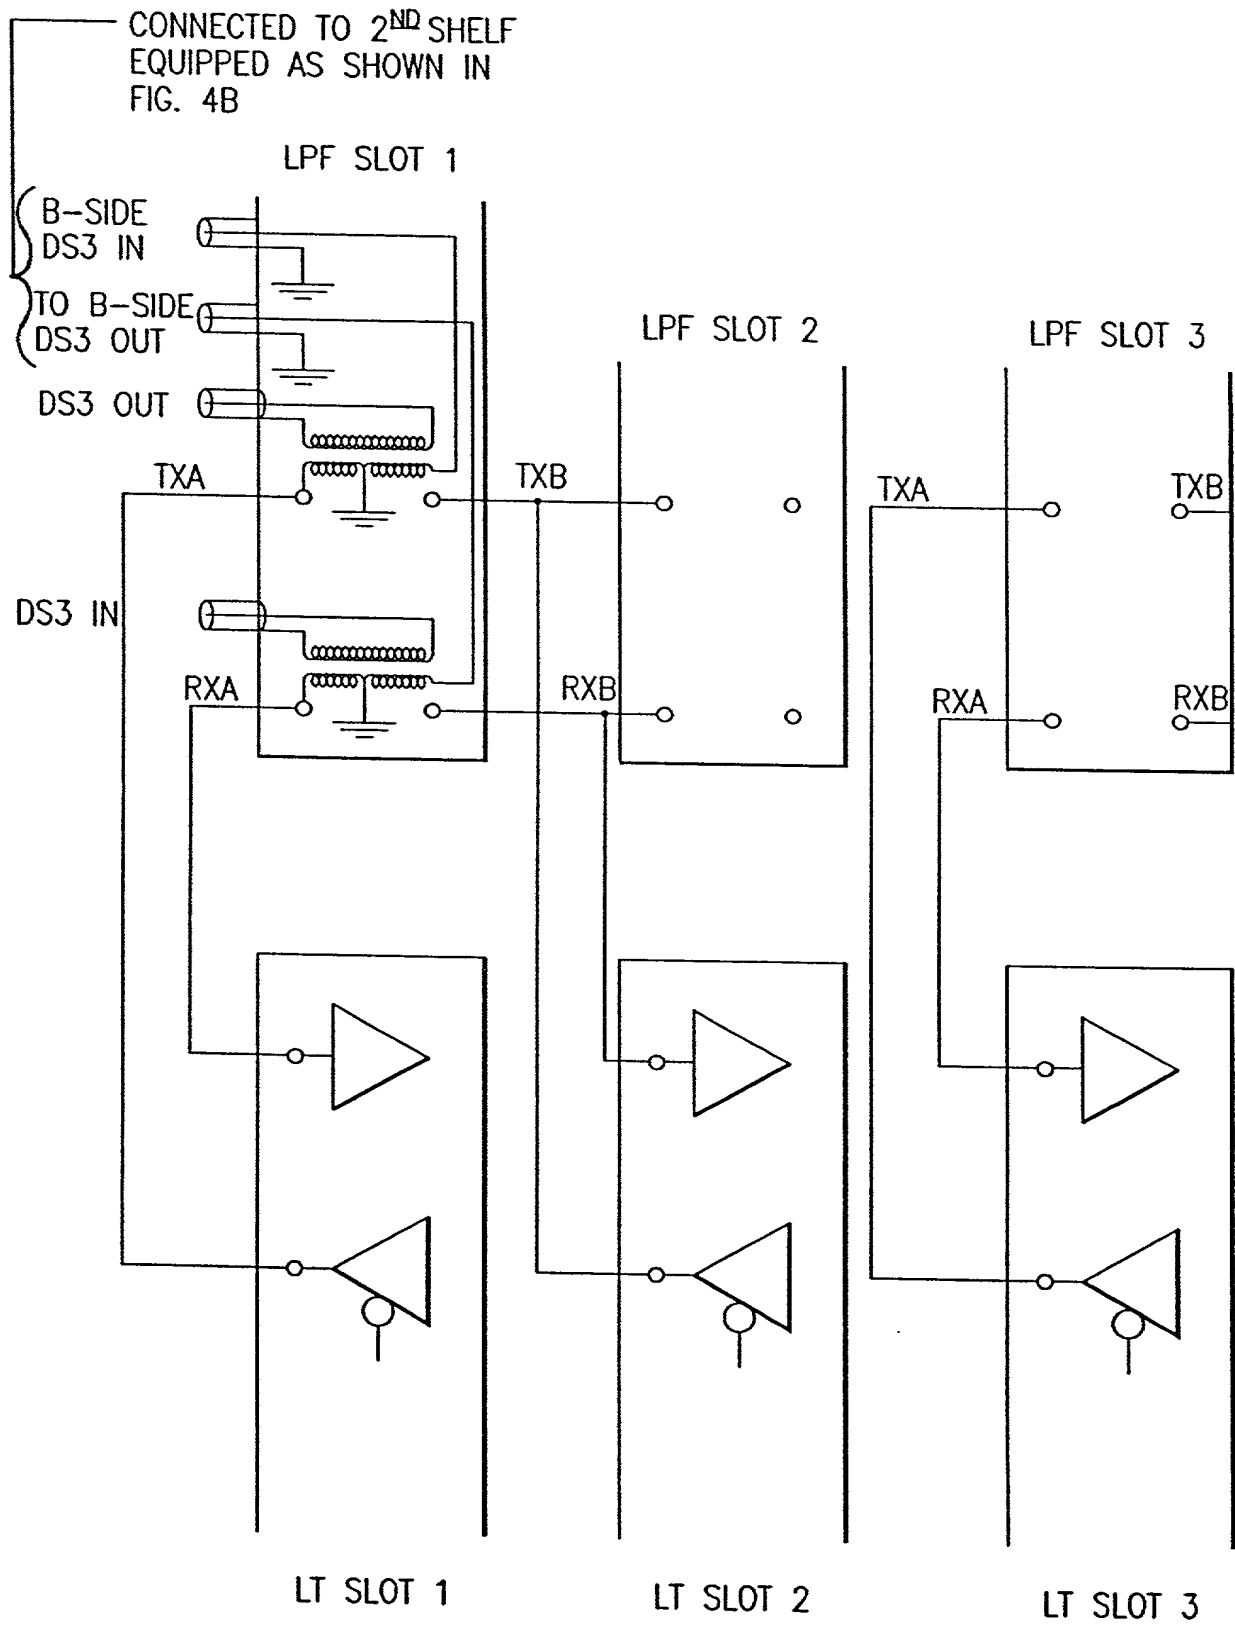 CONNECTED TO 2ND SHELF
EQUIPPED AS SHOWN IN
FIG. 4B
LPF SLOT 1
B-SIDE
DS3 IN
TO B-SIDE
DS3 OUT
LPF SLOT 2
LPF SLOT 3
DS3 OUT
TXA
TXB
TXA
TXB
DS3 IN
RXA
RXB
RXA
RXB
LT SLOT 1
LT SLOT 2
LT SLOT 3